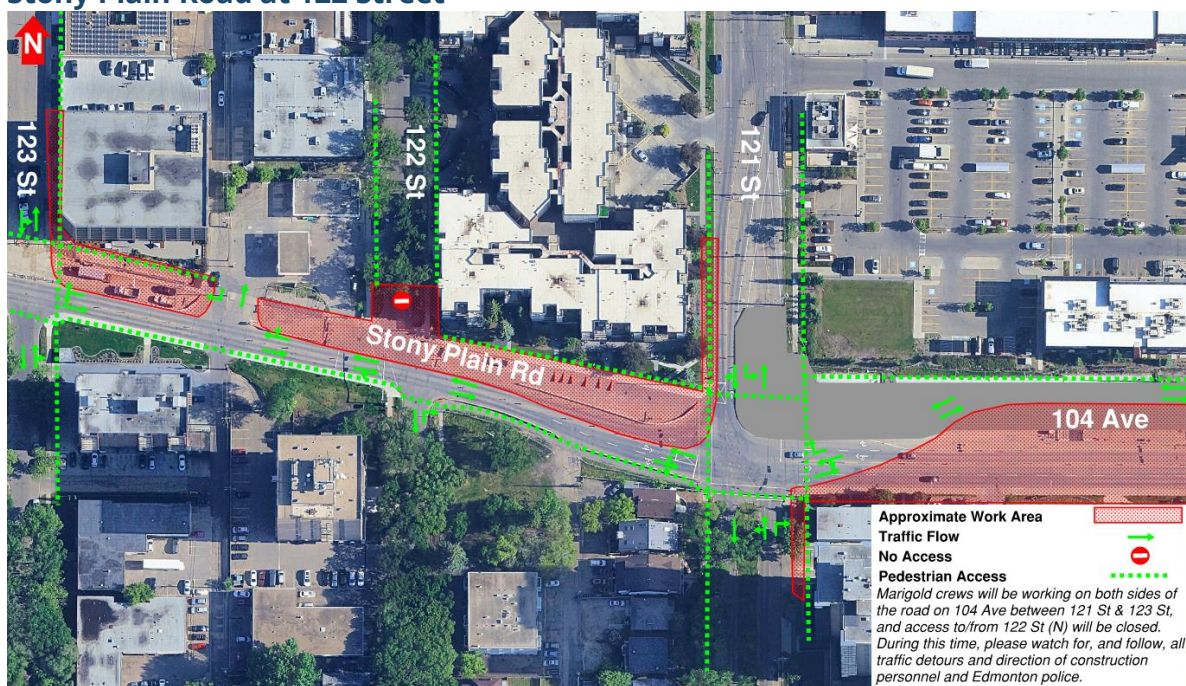 Stony Plain Road at 122 Street
N
123 St
122 St
121 St
Stony Plain Rd
104 Ave
Approximate Work Area
Traffic Flow
No Access
Pedestrian Access
Marigold crews will be working on both sides of
the road on 104 Ave between 121 St & 123 St,
and access to/from 122 St (N) will be closed.
During this time, please watch for, and follow, all
traffic detours and direction of construction
personnel and Edmonton police.